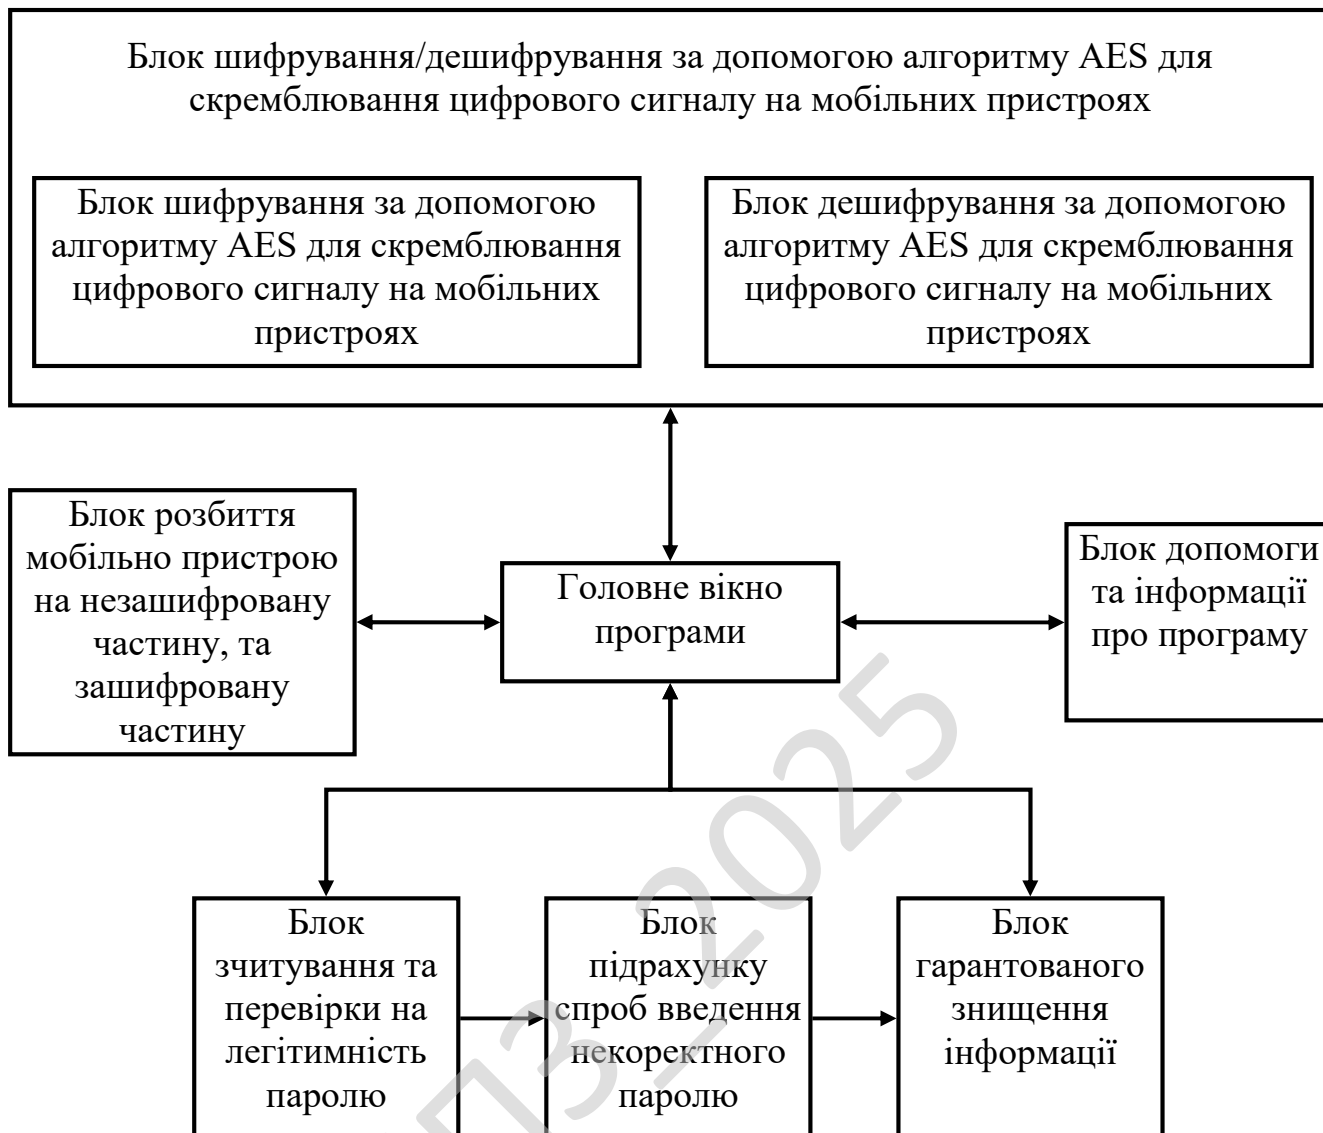 Блок шифрування/дешифрування за допомогою алгоритму AES для
скремблювання цифрового сигналу на мобільних пристроях
Блок шифрування за допомогою
алгоритму AES для скремблювання
цифрового сигналу на мобільних
пристроях
Блок дешифрування за допомогою
алгоритму AES для скремблювання
цифрового сигналу на мобільних
пристроях
Блок розбиття
мобільно пристрою
на незашифровану
частину, та
зашифровану
частину
Головне вікно
програми
Блок допомоги
та інформації
про програму
Блок
зчитування та
перевірки на
легітимність
паролю
Блок
підрахунку
спроб введення
некоректного
паролю
Блок
гарантованого
знищення
інформації
ПЗ_2025